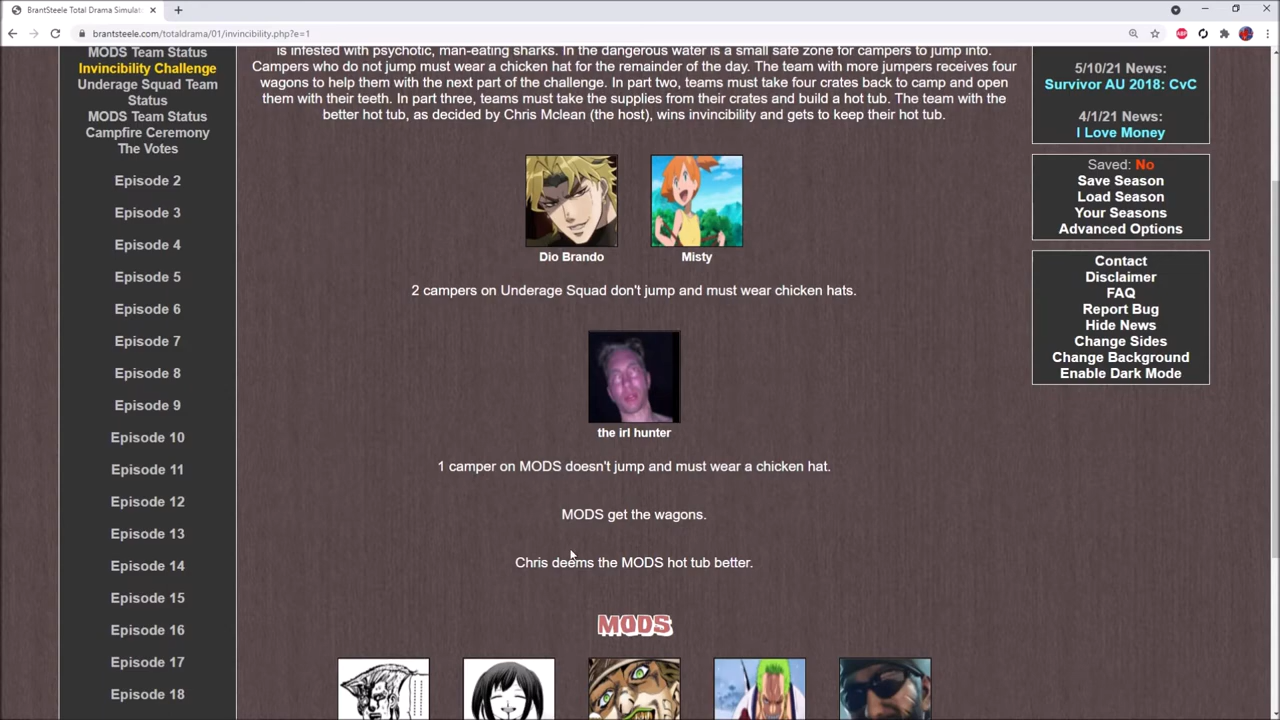 BrantSteele Total Drama Simulat
brantsteele.com/totaldrama/01/invincibility.php?e=1
MODS Team Status
Invincibility Challenge
Underage Squad Team
Status
MODS Team Status
Campfire Ceremony
The Votes
Episode 2
Episode 3
Episode 4
Episode 5
Episode 6
Episode 7
Episode 8
Episode 9
Episode 10
Episode 11
Episode 12
Episode 13
Episode 14
Episode 15
Episode 16
Episode 17
Episode 18
is infested with psychotic, man-eating sharks. In the dangerous water is a small safe zone for campers to jump into.
Campers who do not jump must wear a chicken hat for the remainder of the day. The team with more jumpers receives four
wagons to help them with the next part of the challenge. In part two, teams must take four crates back to camp and open
them with their teeth. In part three, teams must take the supplies from their crates and build a hot tub. The team with the
better hot tub, as decided by Chris Mclean (the host), wins invincibility and gets to keep their hot tub.
Dio Brando
Misty
2 campers on Underage Squad don't jump and must wear chicken hats.
the irl hunter
1 camper on MODS doesn't jump and must wear a chicken hat.
MODS get the wagons.
Chris deems the MODS hot tub better.
MODS
5/10/21 News:
Survivor AU 2018: CvC
4/1/21 News:
I Love Money
Saved: No
Save Season
Load Season
Your Seasons
Advanced Options
Contact
Disclaimer
FAQ
Report Bug
Hide News
Change Sides
Change Background
Enable Dark Mode